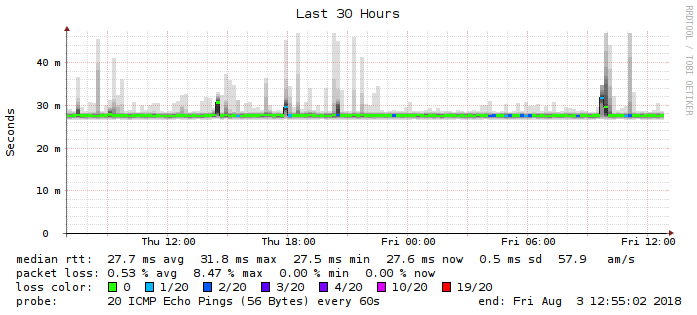 Last 30 Hours
RRDTOOL / TOBI OETIKER
Seconds
40 m
30 m
20 m
10 m
0
Thu 12:00 Thu 18:00 Fri 00:00 Fri 06:00 Fri 12:00
median rtt: 27.7 ms avg 31.8 ms max 27.5 ms min 27.6 ms now 0.5 ms sd 57.9 am/s
packet loss: 0.53 % avg 8.47 % max 0.00 % min 0.00 % now
loss color: 0 1/20 2/20 3/20 4/20 10/20 19/20
probe: 20 ICMP Echo Pings (56 Bytes) every 60s end: Fri Aug 3 12:55:02 2018